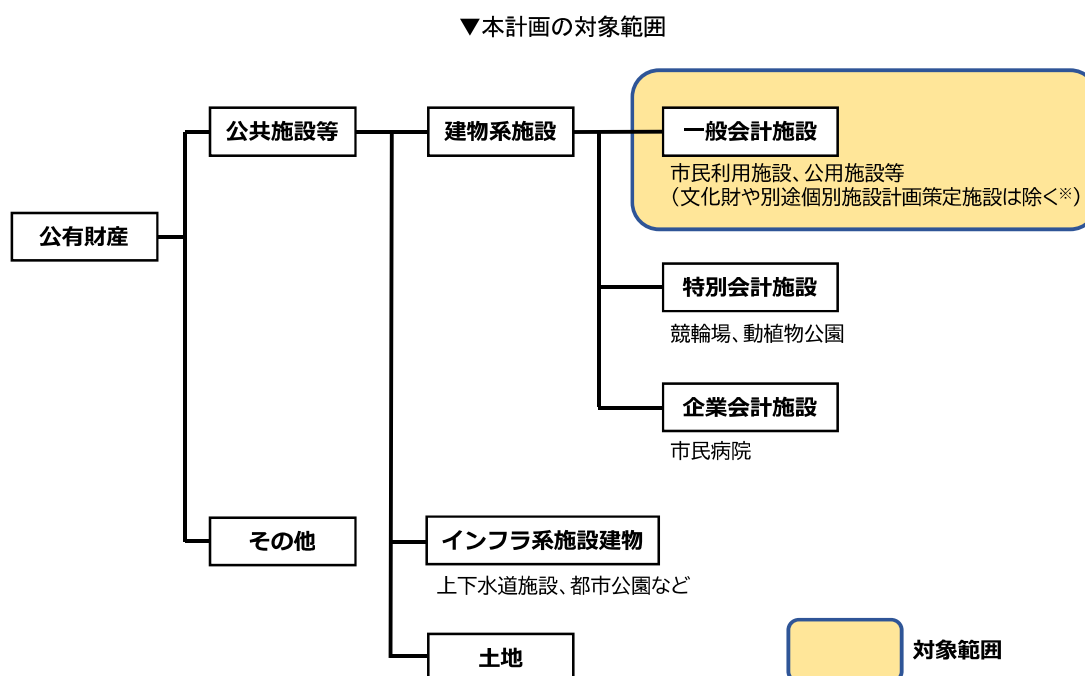 ▼本計画の対象範囲
公共施設等
建物系施設
一般会計施設
市民利用施設、公用施設等
（文化財や別途個別施設計画策定施設は除く※）
公有財産
特別会計施設
競輪場、動植物公園
企業会計施設
市民病院
その他
インフラ系施設建物
上下水道施設、都市公園など
土地
対象範囲